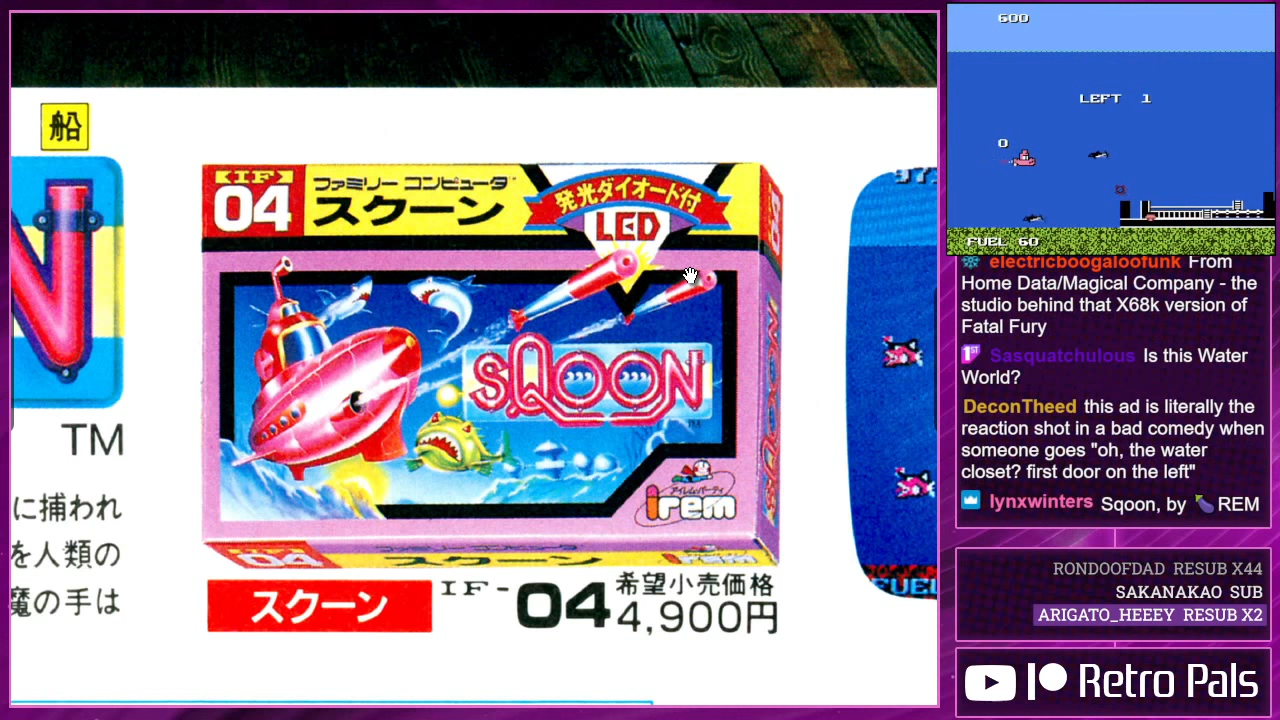 船
IF
04
ファミリー コンピュータ™
スクーン
発光ダイオード付
LED
SQOON
アイレムパーティ
irem
N
TM
に捕われ
を人類の
魔の手は
スクーン
IF-04
希望小売価格
4,900円
FUEL
600
LEFT 1
0
FUEL 60
electricboogaloofunk From
Home Data/Magical Company - the
studio behind that X68k version of
Fatal Fury
1ST Sasquatchulous Is this Water
World?
DeconTheed this ad is literally the
reaction shot in a bad comedy when
someone goes "oh, the water
closet? first door on the left"
lynxwinters Sqoon, by 🍆REM
RONDOOFDAD RESUB X44
SAKANAKAO SUB
ARIGATO_HEEEY RESUB X2
Retro Pals